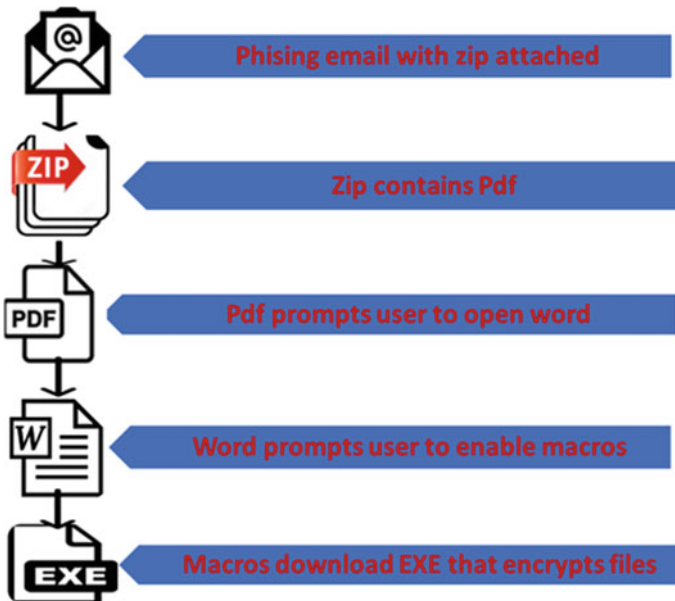 @
Phising email with zip attached
ZIP
Zip contains Pdf
PDF
Pdf prompts user to open word
W
Word prompts user to enable macros
EXE
Macros download EXE that encrypts files